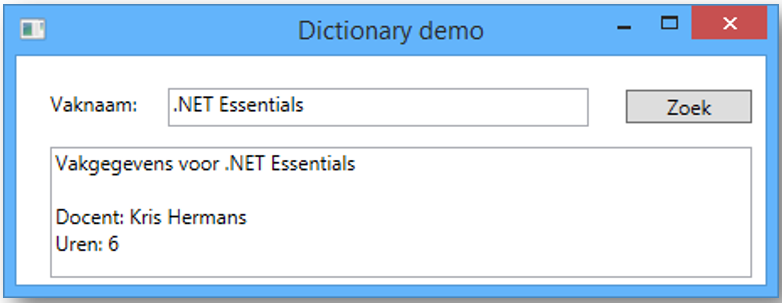 Dictionary demo
Vaknaam: .NET Essentials Zoek
Vakgegevens voor .NET Essentials
Docent: Kris Hermans
Uren: 6